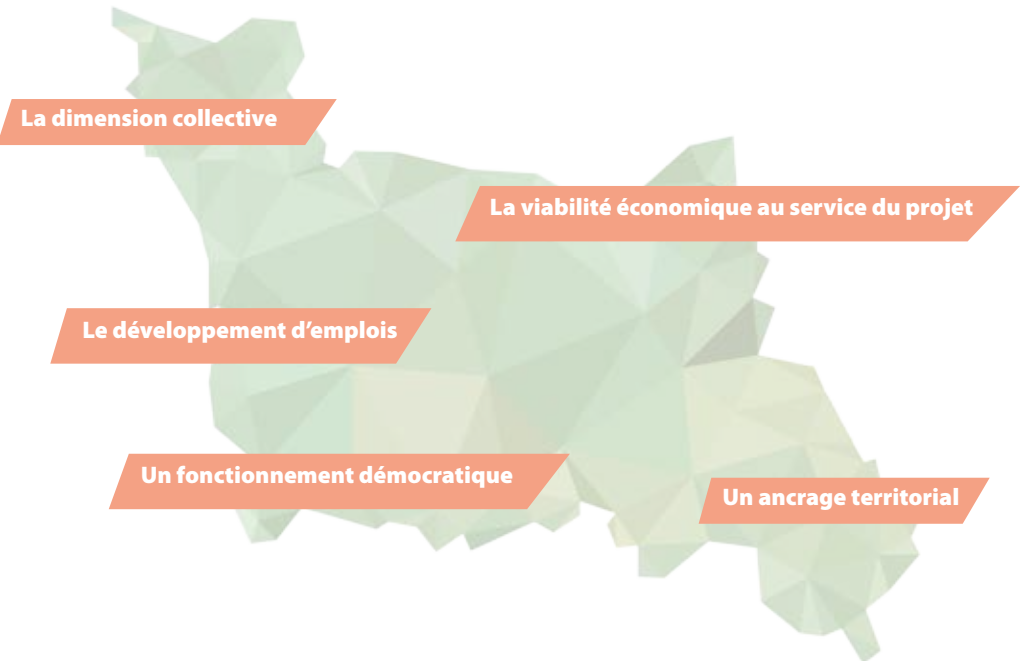 La dimension collective
La viabilité économique au service du projet
Le développement d’emplois
Un fonctionnement démocratique
Un ancrage territorial